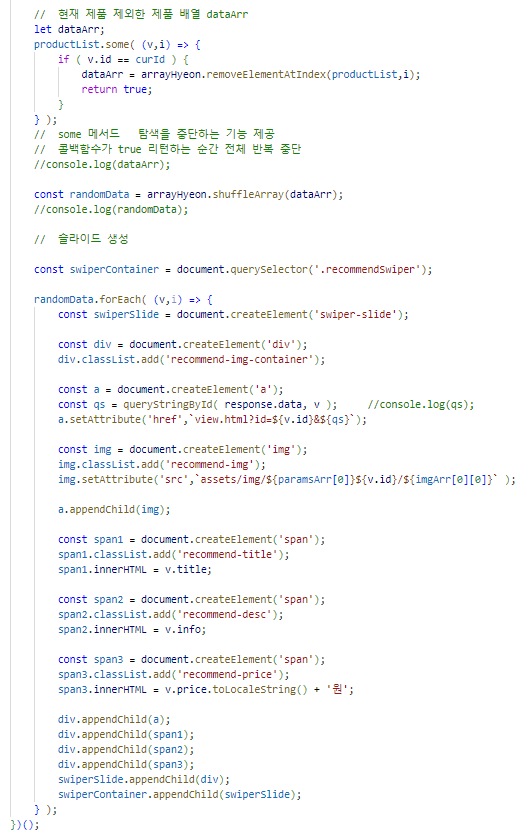 //  현재 제품 제외한 제품 배열 dataArr
let dataArr;
productList.some( (v,i) => {
    if ( v.id == curId ) {
        dataArr = arrayHyeon.removeElementAtIndex(productList,i);
        return true;
    }
} );
//  some 메서드   탐색을 중단하는 기능 제공
//  콜백함수가 true 리턴하는 순간 전체 반복 중단
//console.log(dataArr);

const randomData = arrayHyeon.shuffleArray(dataArr);
//console.log(randomData);

//  슬라이드 생성

const swiperContainer = document.querySelector('.recommendSwiper');

randomData.forEach( (v,i) => {
    const swiperSlide = document.createElement('swiper-slide');

    const div = document.createElement('div');
    div.classList.add('recommend-img-container');

    const a = document.createElement('a');
    const qs = queryStringById( response.data, v );     //console.log(qs);
    a.setAttribute('href',`view.html?id=${v.id}&${qs}`);

    const img = document.createElement('img');
    img.classList.add('recommend-img');
    img.setAttribute('src',`assets/img/${paramsArr[0]}${v.id}/${imgArr[0][0]}` );

    a.appendChild(img);

    const span1 = document.createElement('span');
    span1.classList.add('recommend-title');
    span1.innerHTML = v.title;

    const span2 = document.createElement('span');
    span2.classList.add('recommend-desc');
    span2.innerHTML = v.info;

    const span3 = document.createElement('span');
    span3.classList.add('recommend-price');
    span3.innerHTML = v.price.toLocaleString() + '원';

    div.appendChild(a);
    div.appendChild(span1);
    div.appendChild(span2);
    div.appendChild(span3);
    swiperSlide.appendChild(div);
    swiperContainer.appendChild(swiperSlide);
} );
})();